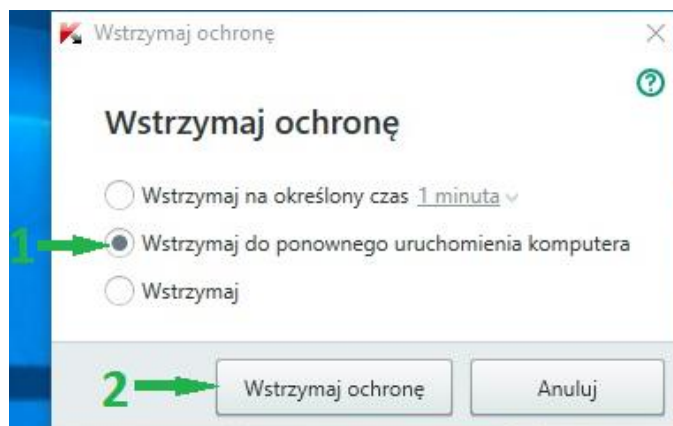 Wstrzymaj ochronę
Wstrzymaj ochronę
Wstrzymaj na określony czas 1 minuta
1 Wstrzymaj do ponownego uruchomienia komputera
Wstrzymaj
2 Wstrzymaj ochronę Anuluj